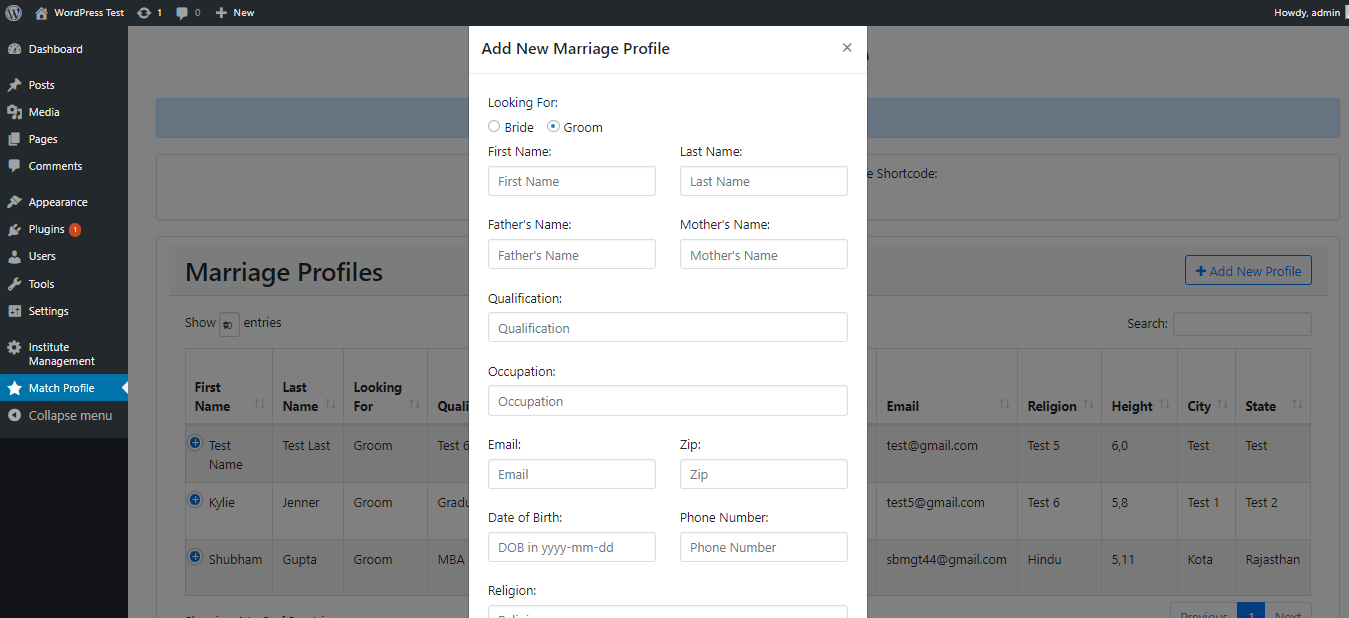 WordPress Test 1 0 New Howdy, admin
Dashboard
Posts
Media
Pages
Comments
Appearance
Plugins 1
Users
Tools
Settings
Institute
Management
Match Profile
Collapse menu
Add New Marriage Profile ×
Looking For:
Bride Groom
First Name: Last Name:
First Name Last Name
Father's Name: Mother's Name:
Father's Name Mother's Name
Qualification:
Qualification
Occupation:
Occupation
Email: Zip:
Email Zip
Date of Birth: Phone Number:
DOB in yyyy-mm-dd Phone Number
Religion:
Shortcode:
Marriage Profiles + Add New Profile
Show entries Search:
First Name Last Name Looking For Email Religion Height City State
Test Name Test Last Groom Test 6 test@gmail.com Test 5 6,0 Test Test
Kylie Jenner Groom test5@gmail.com Test 6 5,8 Test 1 Test 2
Shubham Gupta Groom MBA sbmgt44@gmail.com Hindu 5,11 Kota Rajasthan
Previous 1 Next